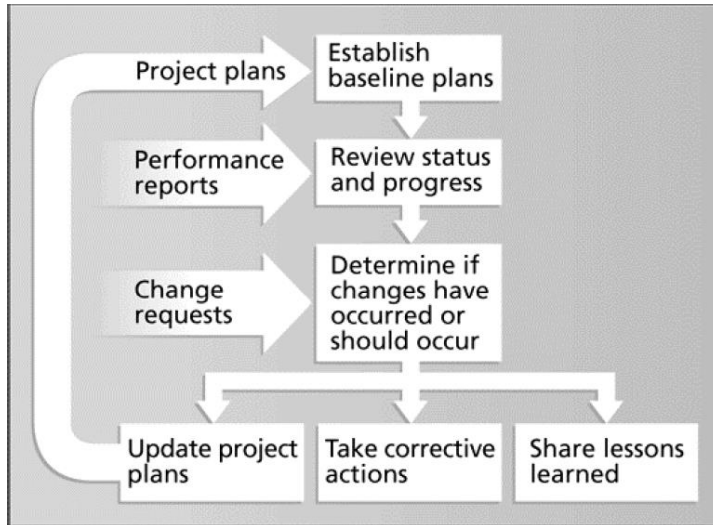 Project plans
Establish
baseline plans
Performance
reports
Review status
and progress
Change
requests
Determine if
changes have
occurred or
should occur
Update project
plans
Take corrective
actions
Share lessons
learned